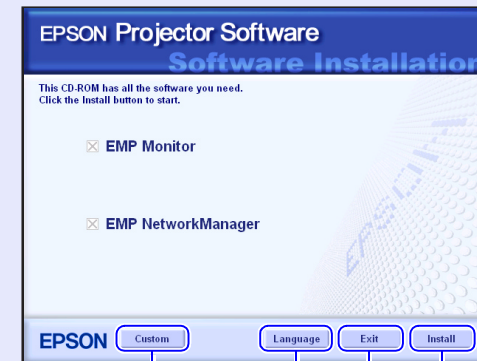 EPSON Projector Software
Software Installation
This CD-ROM has all the software you need.
Click the Install button to start.
EMP Monitor
EMP NetworkManager
EPSON
EPSON
Custom
Language
Exit
Install